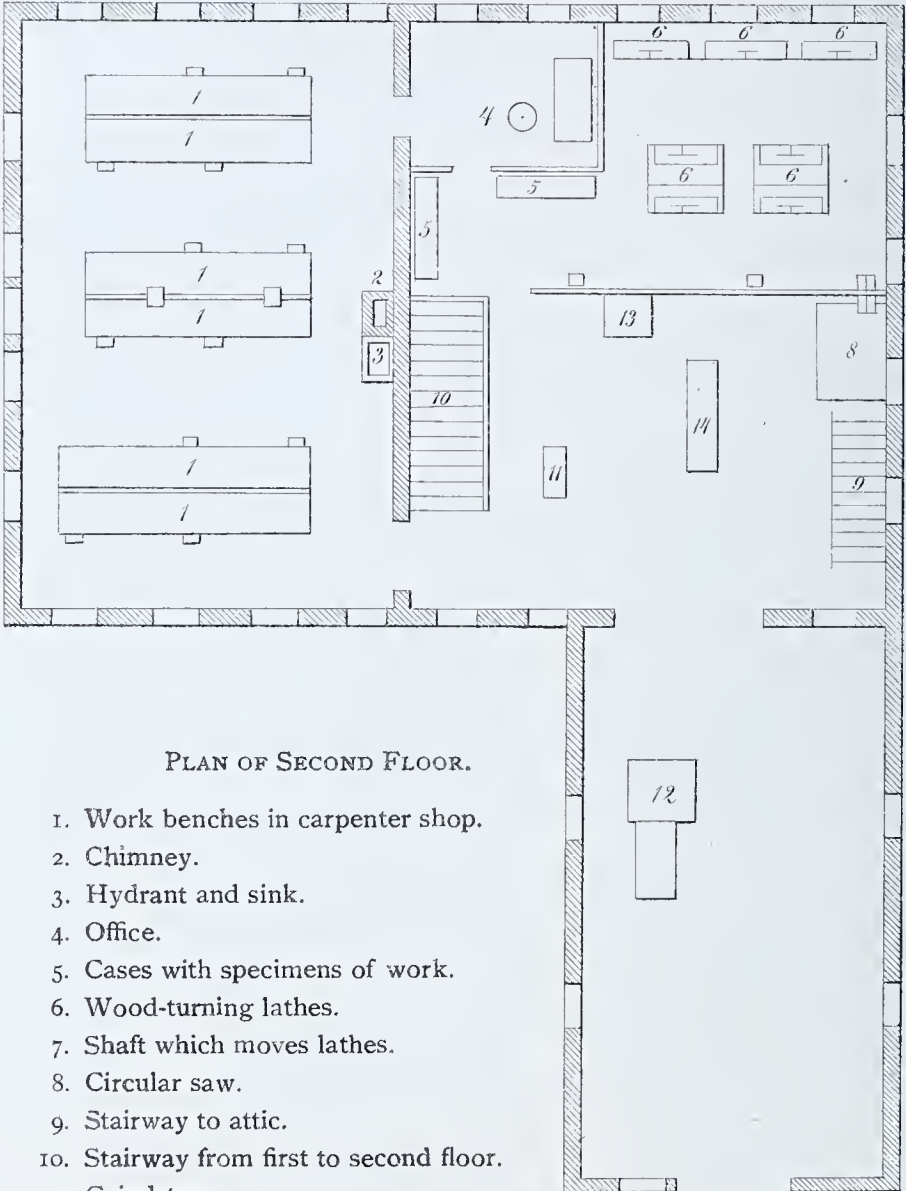 6 6 6
1
4
1
5
6 6
5
1
2
1
13
3
8
10
14
1
11
9
1
12
PLAN OF SECOND FLOOR.
1. Work benches in carpenter shop.
2. Chimney.
3. Hydrant and sink.
4. Office.
5. Cases with specimens of work.
6. Wood-turning lathes.
7. Shaft which moves lathes.
8. Circular saw.
9. Stairway to attic.
10. Stairway from first to second floor.